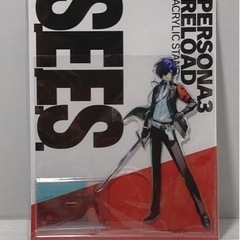 PERSONA3
RELOAD
ACRYLIC STAND
S.E.E.S.